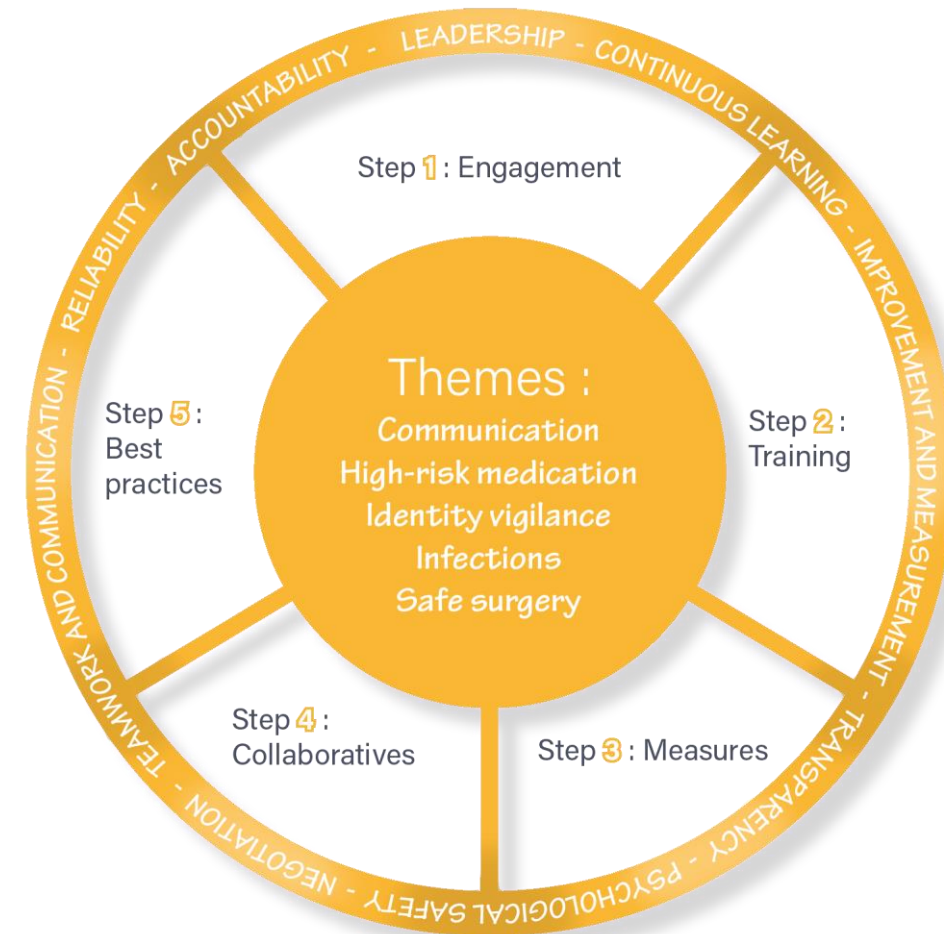 LEADERSHIP - CONTINUOUS LEARNING - IMPROVEMENT AND MEASUREMENT - TRANSPARENCY - PSYCHOLOGICAL SAFETY - NEGOTIATION - TEAMWORK AND COMMUNICATION - RELIABILITY - ACCOUNTABILITY -
Step 1 : Engagement
Step 2 :
Training
Step 3 : Measures
Step 4 :
Collaboratives
Step 5 :
Best
practices
Themes :
Communication
High-risk medication
Identity vigilance
Infections
Safe surgery